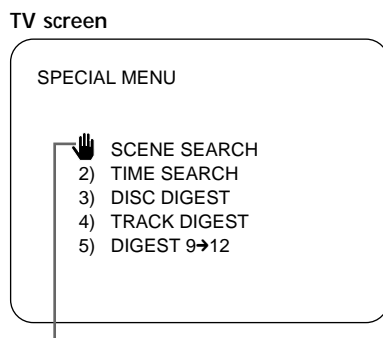 TV screen
SPECIAL MENU
SCENE SEARCH
2) TIME SEARCH
3) DISC DIGEST
4) TRACK DIGEST
5) DIGEST 9→12